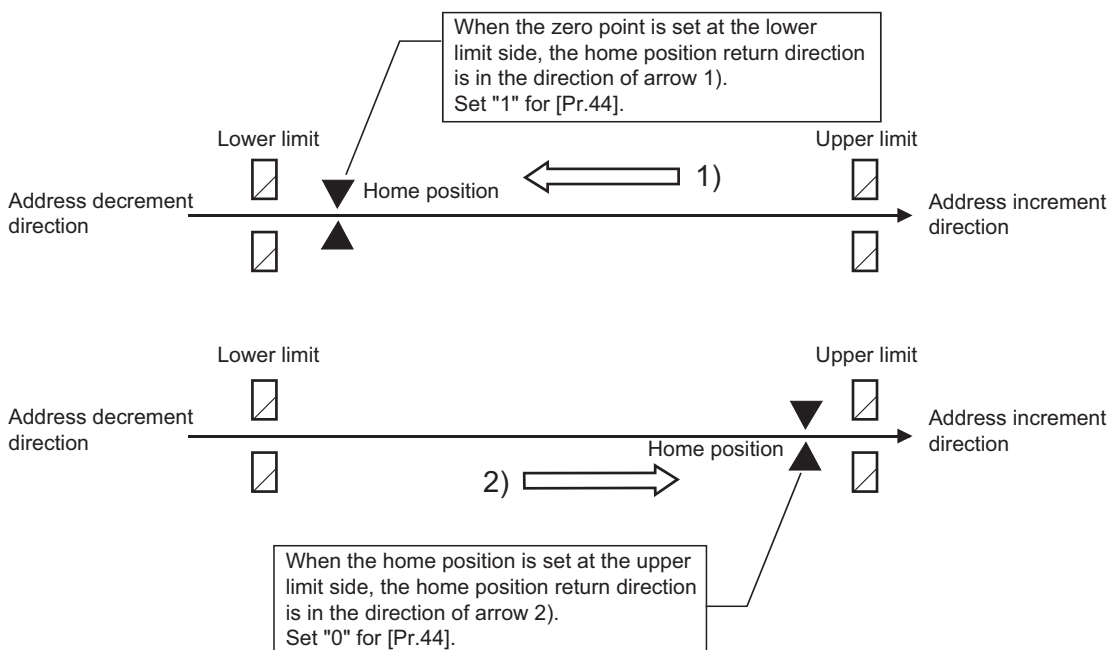 When the zero point is set at the lower
limit side, the home position return direction
is in the direction of arrow 1).
Set "1" for [Pr.44].
Lower limit
Upper limit
1)
Home position
Address decrement
direction
Address increment
direction
Lower limit
Upper limit
Address decrement
direction
Address increment
direction
Home position
2)
When the home position is set at the upper
limit side, the home position return direction
is in the direction of arrow 2).
Set "0" for [Pr.44].